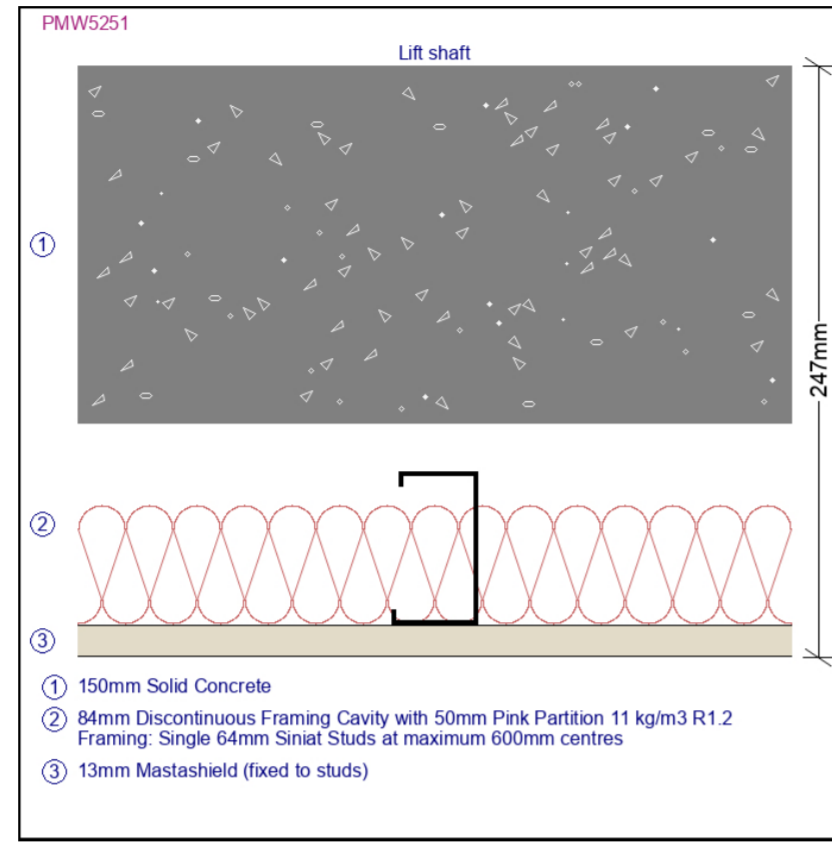 PMW5251
Lift shaft
1
247mm
2
3
1 150mm Solid Concrete
2 84mm Discontinuous Framing Cavity with 50mm Pink Partition 11 kg/m3 R1.2
Framing: Single 64mm Siniat Studs at maximum 600mm centres
3 13mm Mastashield (fixed to studs)